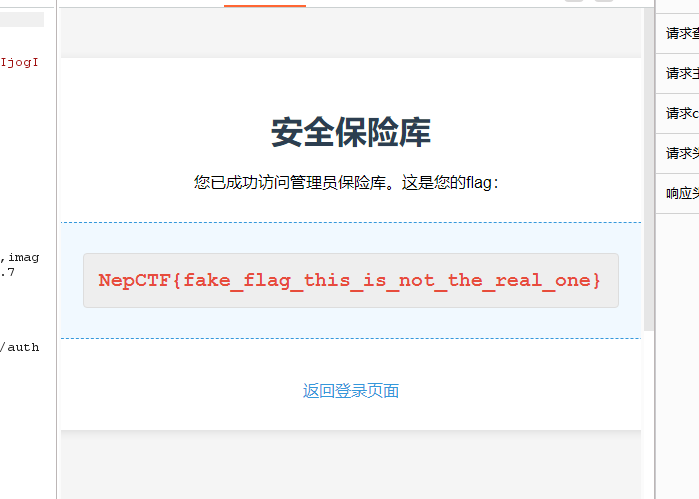 IjogI
,imag
.7
/auth
安全保险库
您已成功访问管理员保险库。这是您的flag：
NepCTF{fake_flag_this_is_not_the_real_one}
返回登录页面
请求查
请求主
请求c
请求头
响应头